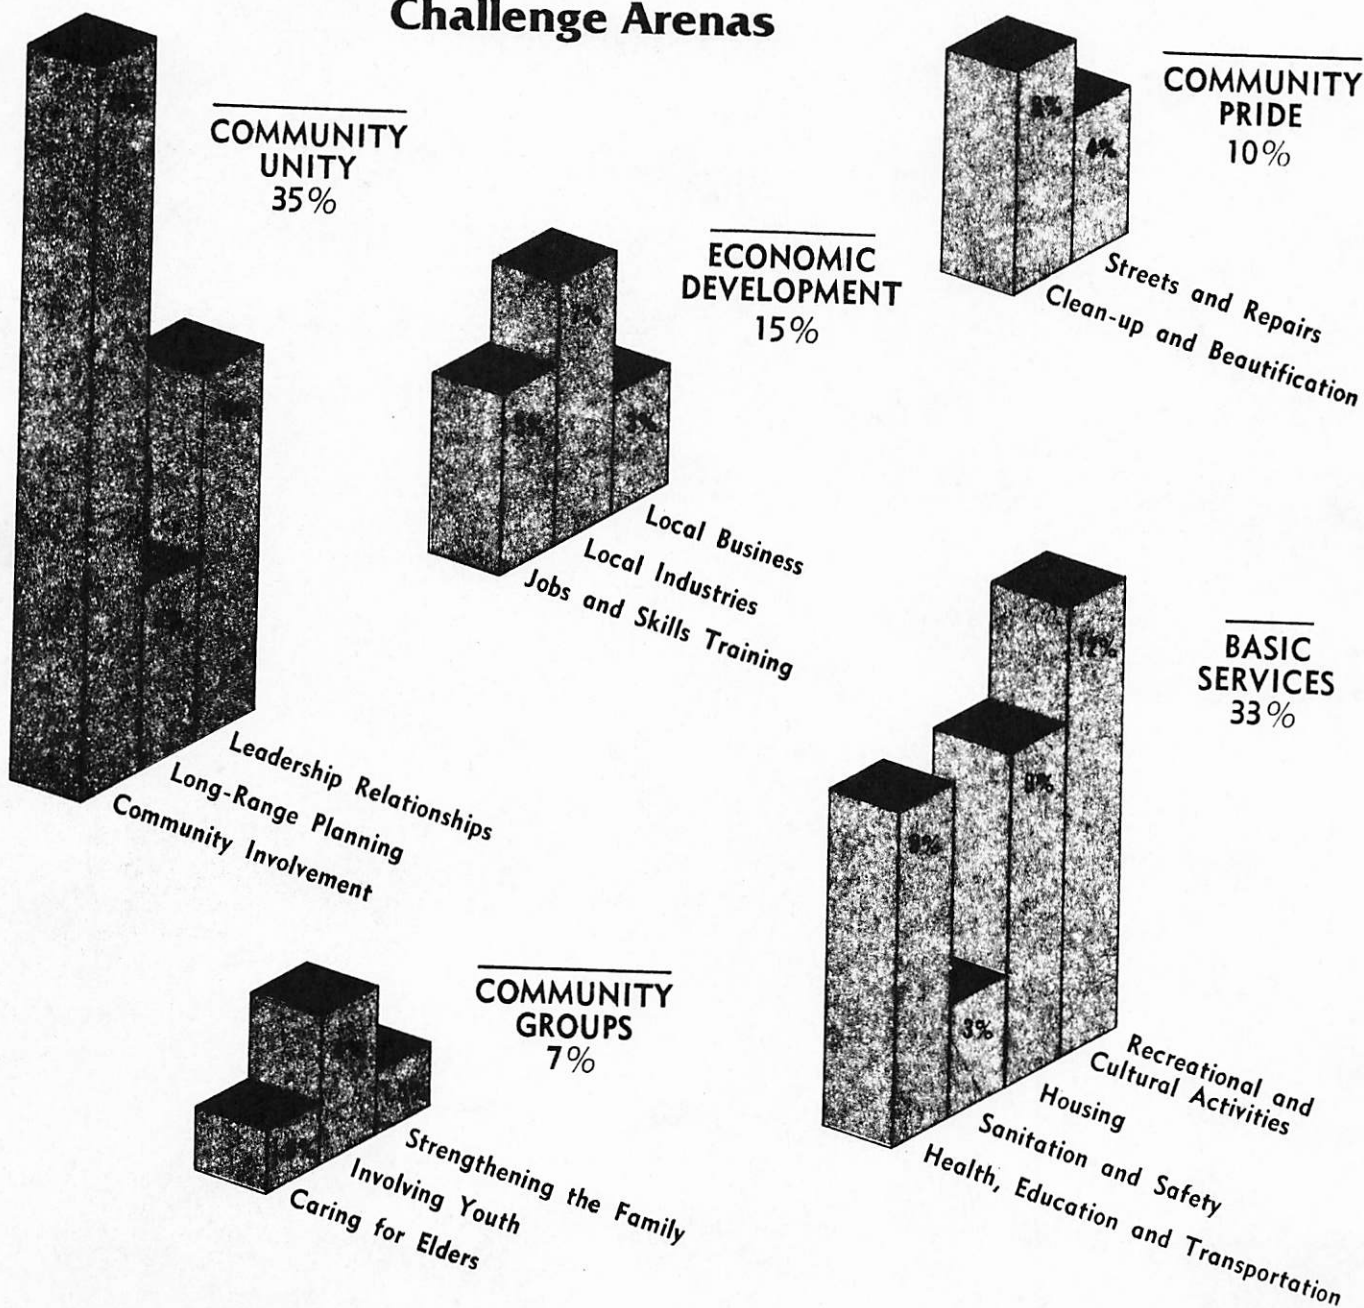 Challenge Arenas
COMMUNITY
UNITY
35%
Leadership Relationships
Long-Range Planning
Community Involvement
ECONOMIC
DEVELOPMENT
15%
7%
3%
Local Business
Local Industries
Jobs and Skills Training
COMMUNITY
PRIDE
10%
4%
Streets and Repairs
Clean-up and Beautification
COMMUNITY
GROUPS
7%
Strengthening the Family
Involving Youth
Caring for Elders
BASIC
SERVICES
33%
12%
9%
9%
3%
Recreational and
Cultural Activities
Housing
Sanitation and Safety
Health, Education and Transportation